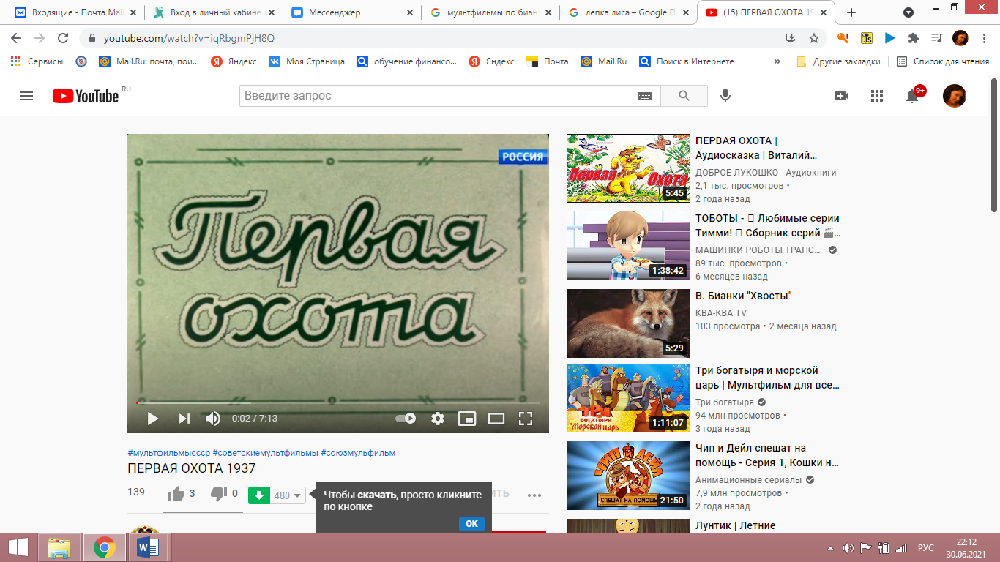 Входящие - Почта Mail
Вход в личный кабине
Мессенджер
мультфильмы по биан
лепка лиса – Google П
(15) ПЕРВАЯ ОХОТА 19
youtube.com/watch?v=iqRbgmPjH8Q
Сервисы
Mail.Ru: почта, пои...
Яндекс
Моя Страница
обучение финансо...
Яндекс
Почта
Mail.Ru
Поиск в Интернете
»
Другие закладки
Список для чтения
YouTube RU
Введите запрос
9+
РОССИЯ
Первая
охота
0:02 / 7:13
#мультфильмыссср #советскиемультфильмы #союзмульфильм
ПЕРВАЯ ОХОТА 1937
139
3
0
480
Чтобы скачать, просто кликните
по кнопке
OK
ИТЬ
Первая Охота
5:45
ПЕРВАЯ ОХОТА |
Аудиосказка | Виталий...
ДОБРОЕ ЛУКОШКО - Аудиокниги
2,1 тыс. просмотров •
2 года назад
1:38:42
ТОБОТЫ - Любимые серии
Тимми! Сборник серий 🎬...
МАШИНКИ РОБОТЫ ТРАНС...
89 тыс. просмотров •
6 месяцев назад
5:29
В. Бианки "Хвосты"
КВА-КВА TV
103 просмотра • 2 месяца назад
ТРИ
БОГАТЫРЯ
и Морской царь
1:11:07
Три богатыря и морской
царь | Мультфильм для все...
Три богатыря
94 млн просмотров •
3 года назад
ЧИП И ДЕЙЛ
СПЕШАТ НА ПОМОЩЬ
21:50
Чип и Дейл спешат на
помощь - Серия 1, Кошки н...
Анимационные сериалы
7,9 млн просмотров •
2 года назад
Лунтик | Летние
РУС
22:12
30.06.2021